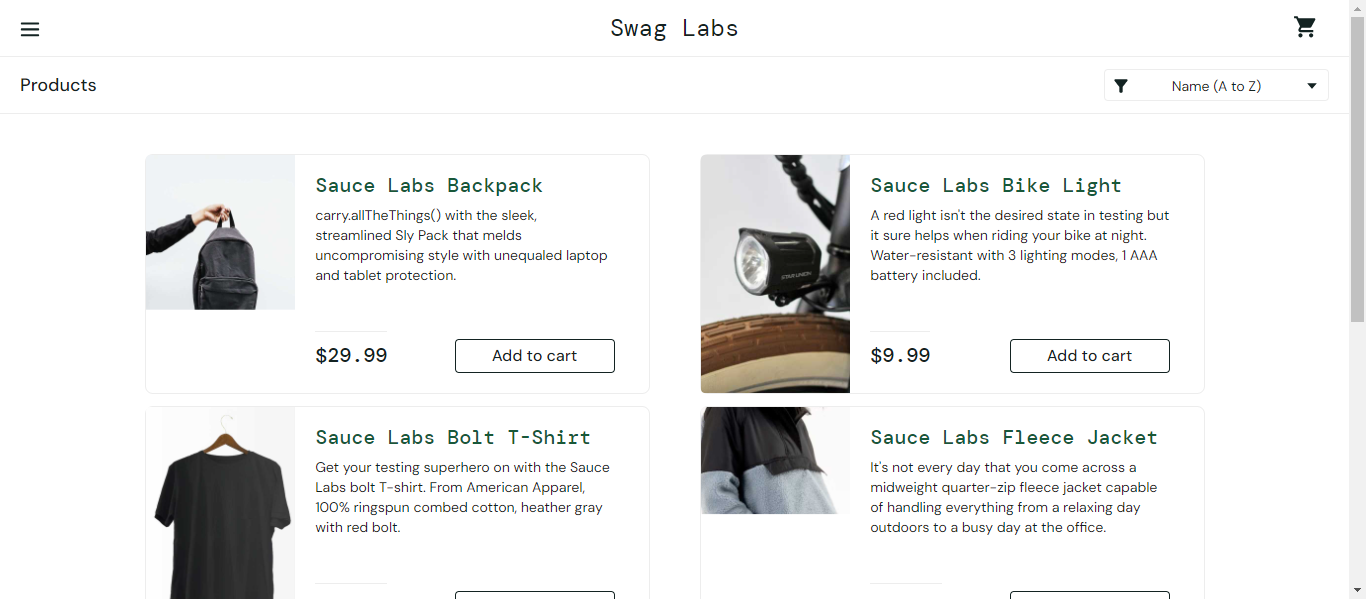 Swag Labs
Products
Name (A to Z)
Sauce Labs Backpack
carry.allTheThings() with the sleek,
streamlined Sly Pack that melds
uncompromising style with unequaled laptop
and tablet protection.
$29.99
Add to cart
STAR UNION
Sauce Labs Bike Light
A red light isn't the desired state in testing but
it sure helps when riding your bike at night.
Water-resistant with 3 lighting modes, 1 AAA
battery included.
$9.99
Add to cart
Sauce Labs Bolt T-Shirt
Get your testing superhero on with the Sauce
Labs bolt T-shirt. From American Apparel,
100% ringspun combed cotton, heather gray
with red bolt.
Sauce Labs Fleece Jacket
It's not every day that you come across a
midweight quarter-zip fleece jacket capable
of handling everything from a relaxing day
outdoors to a busy day at the office.